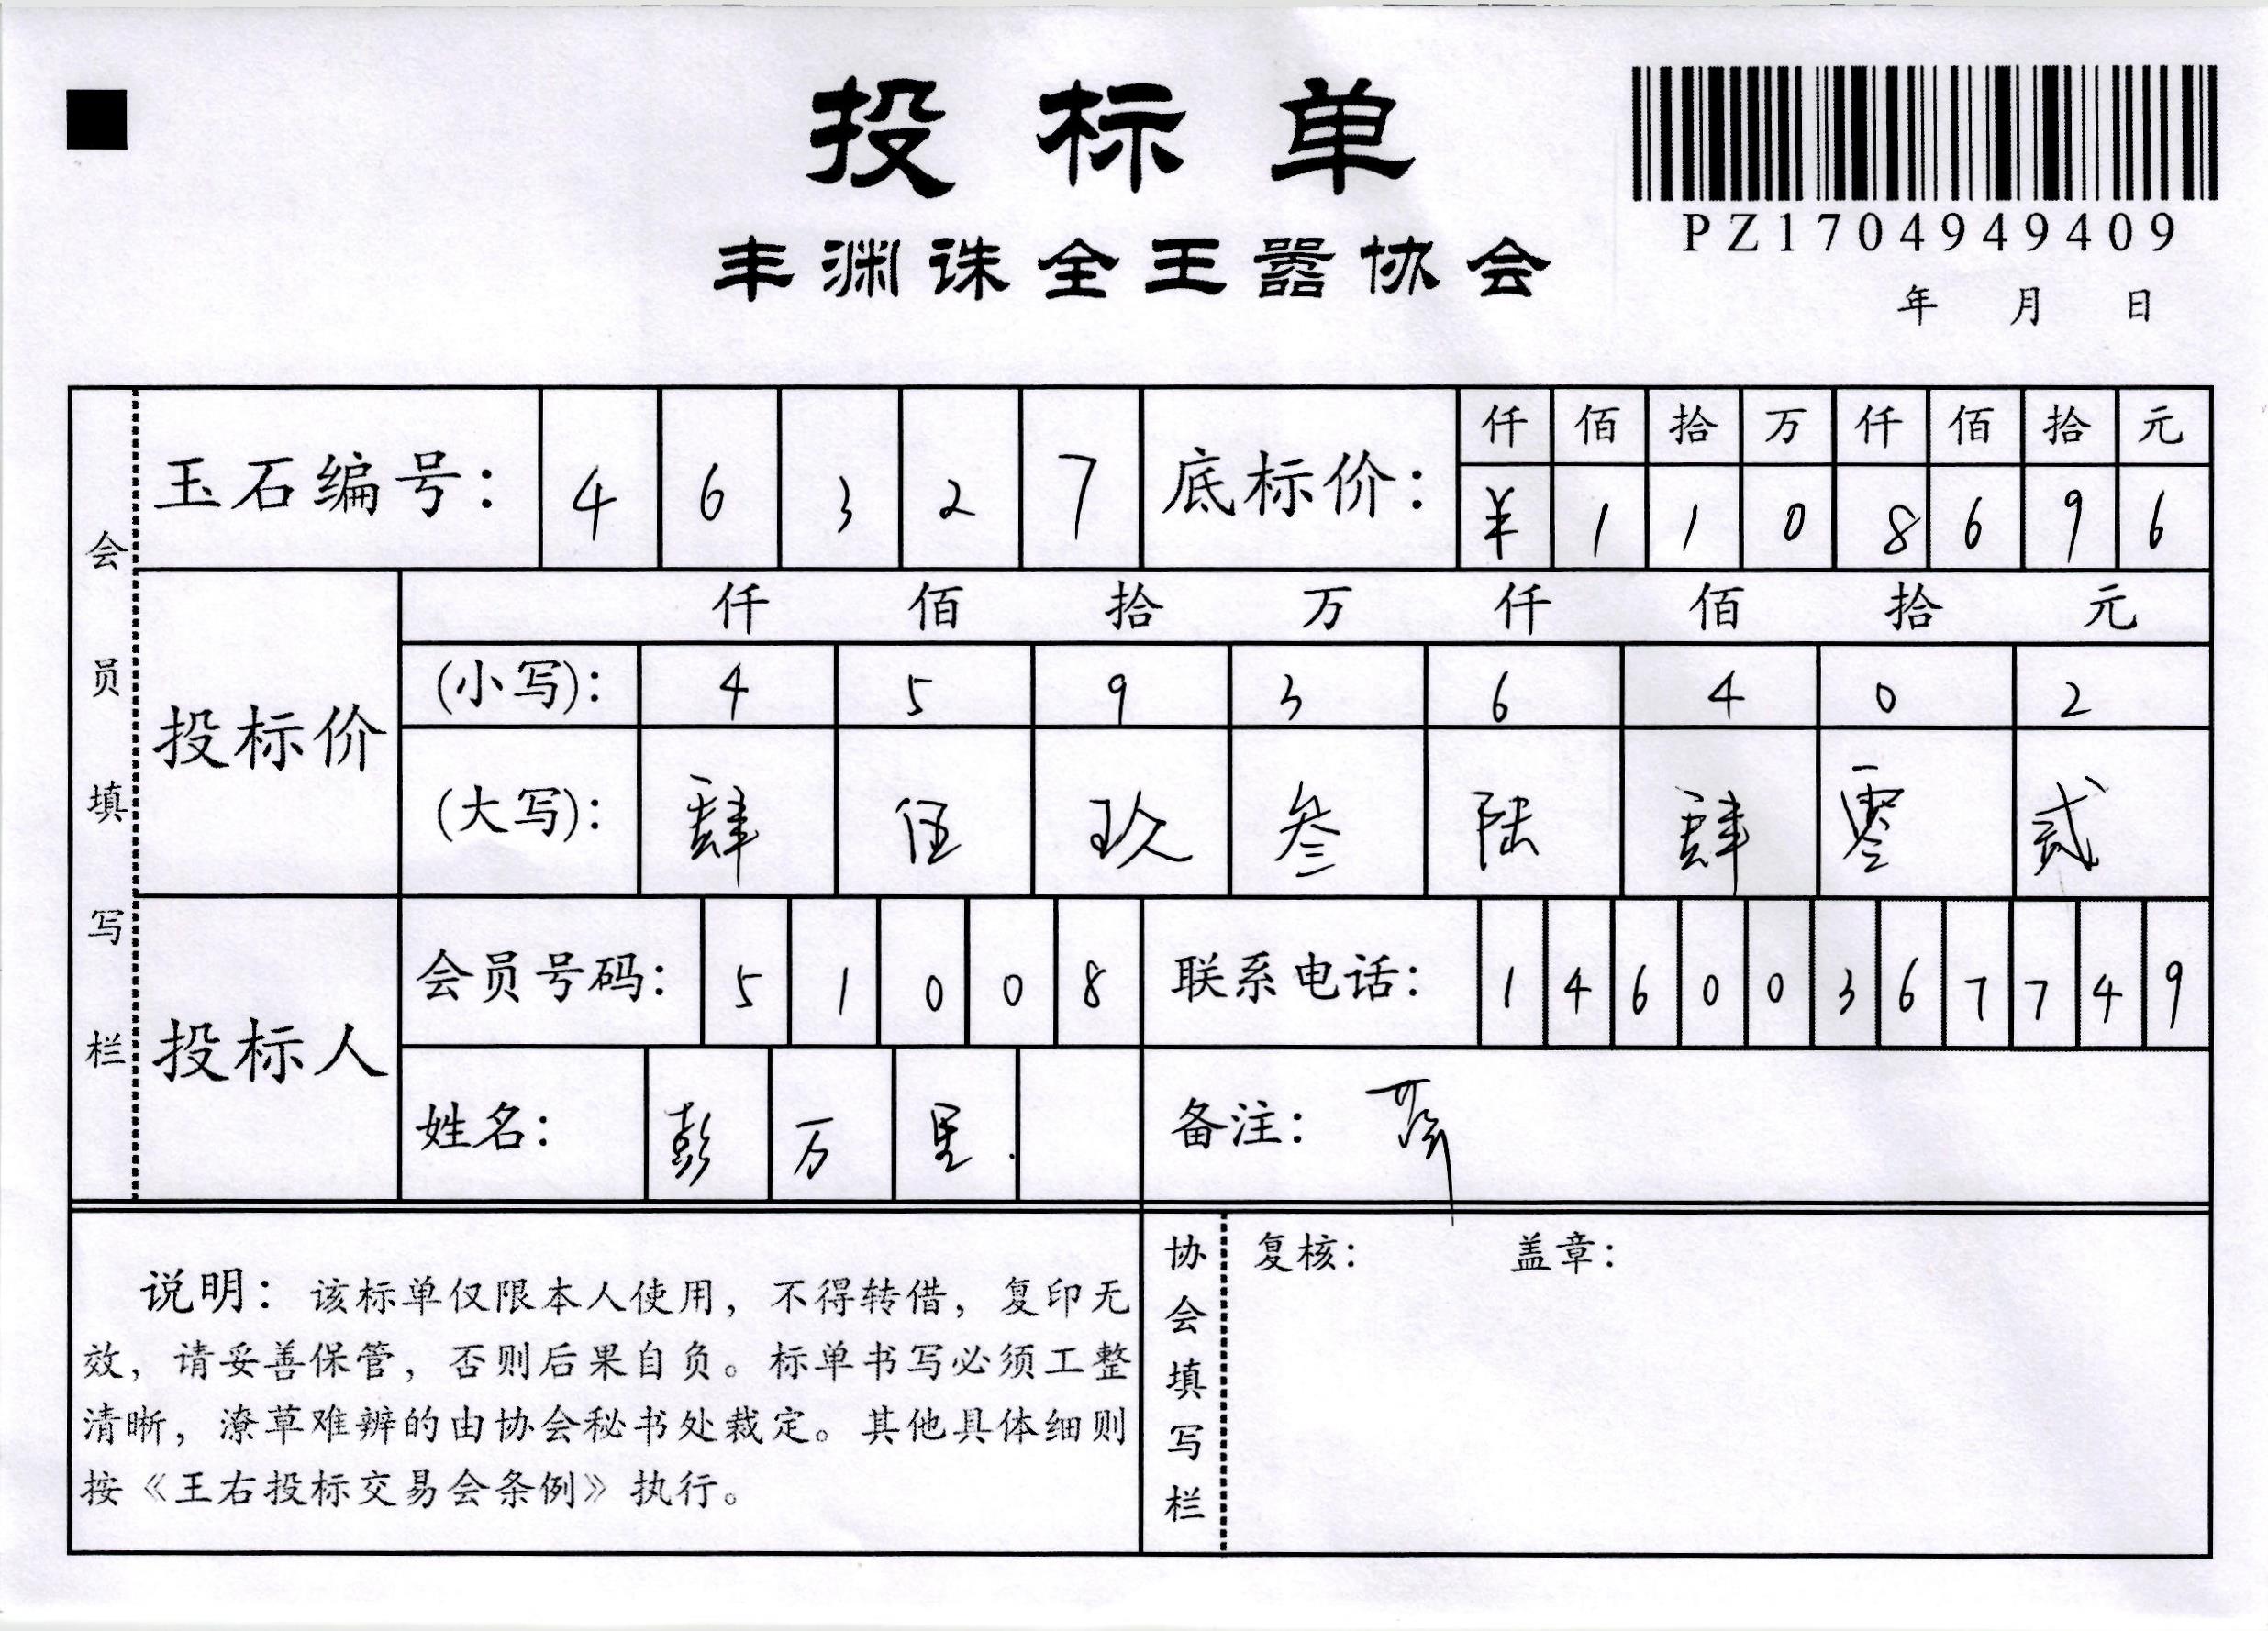 投标单
丰渊诛全王嚣协会
PZ1704949409
年 月 日
会员填写栏
玉石编号： 4 6 3 2 7
底标价： 仟 佰 拾 万 仟 佰 拾 元
¥ 1 1 0 8 6 9 6
投标价
仟 佰 拾 万 仟 佰 拾 元
(小写)： 4 5 9 3 6 4 0 2
(大写)： 肆 伍 玖 叁 陆 肆 零 贰
投标人
会员号码： 5 1 0 0 8
联系电话： 1 4 6 0 0 3 6 7 7 4 9
姓名： 彭 万 里
备注：
说明：该标单仅限本人使用，不得转借，复印无
效，请妥善保管，否则后果自负。标单书写必须工整
清晰，潦草难辨的由协会秘书处裁定。其他具体细则
按《王右投标交易会条例》执行。
协会填写栏
复核： 盖章：